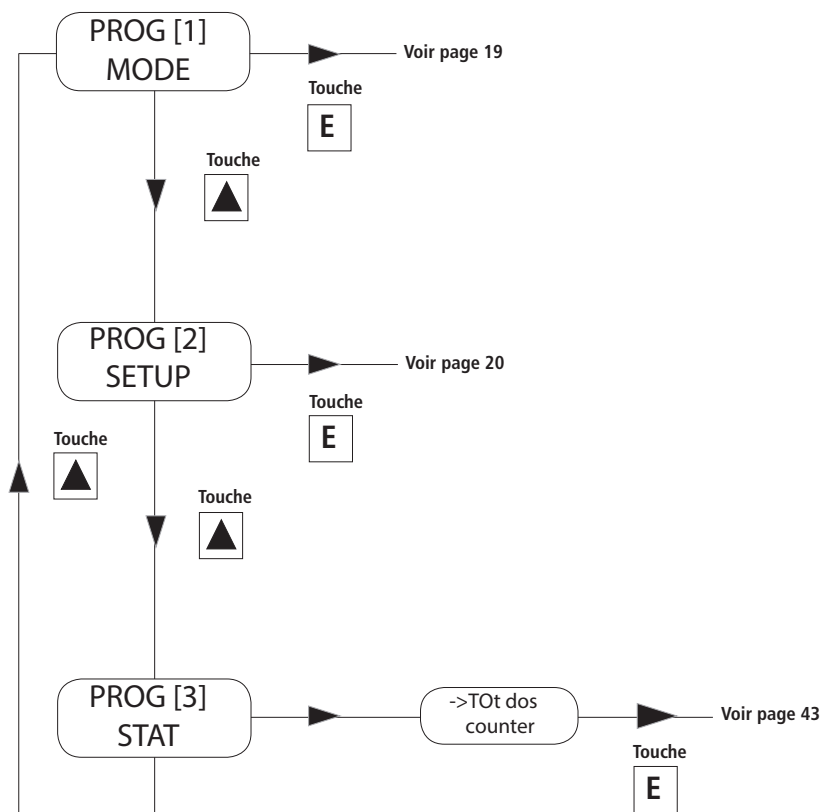 PROG [1]
MODE
Voir page 19
Touche
E
Touche
PROG [2]
SETUP
Voir page 20
Touche
E
Touche
Touche
PROG [3]
STAT
->TOt dos
counter
Voir page 43
Touche
E